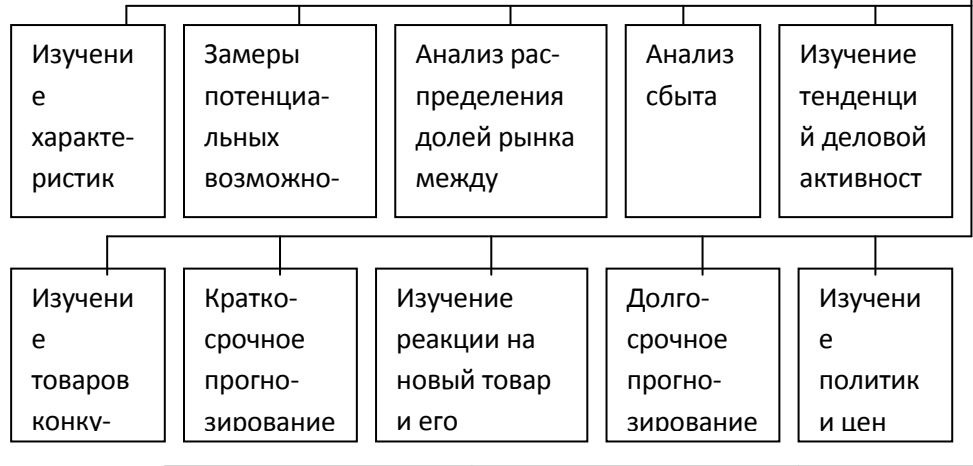 Изучени
е
характе-
ристик
Замеры
потенциа-
льных
возможно-
Анализ рас-
пределения
долей рынка
между
Анализ
сбыта
Изучение
тенденци
й деловой
активност
Изучени
е
товаров
конку-
Кратко-
срочное
прогно-
зирование
Изучение
реакции на
новый товар
и его
Долго-
срочное
прогно-
зирование
Изучени
е
политик
и цен